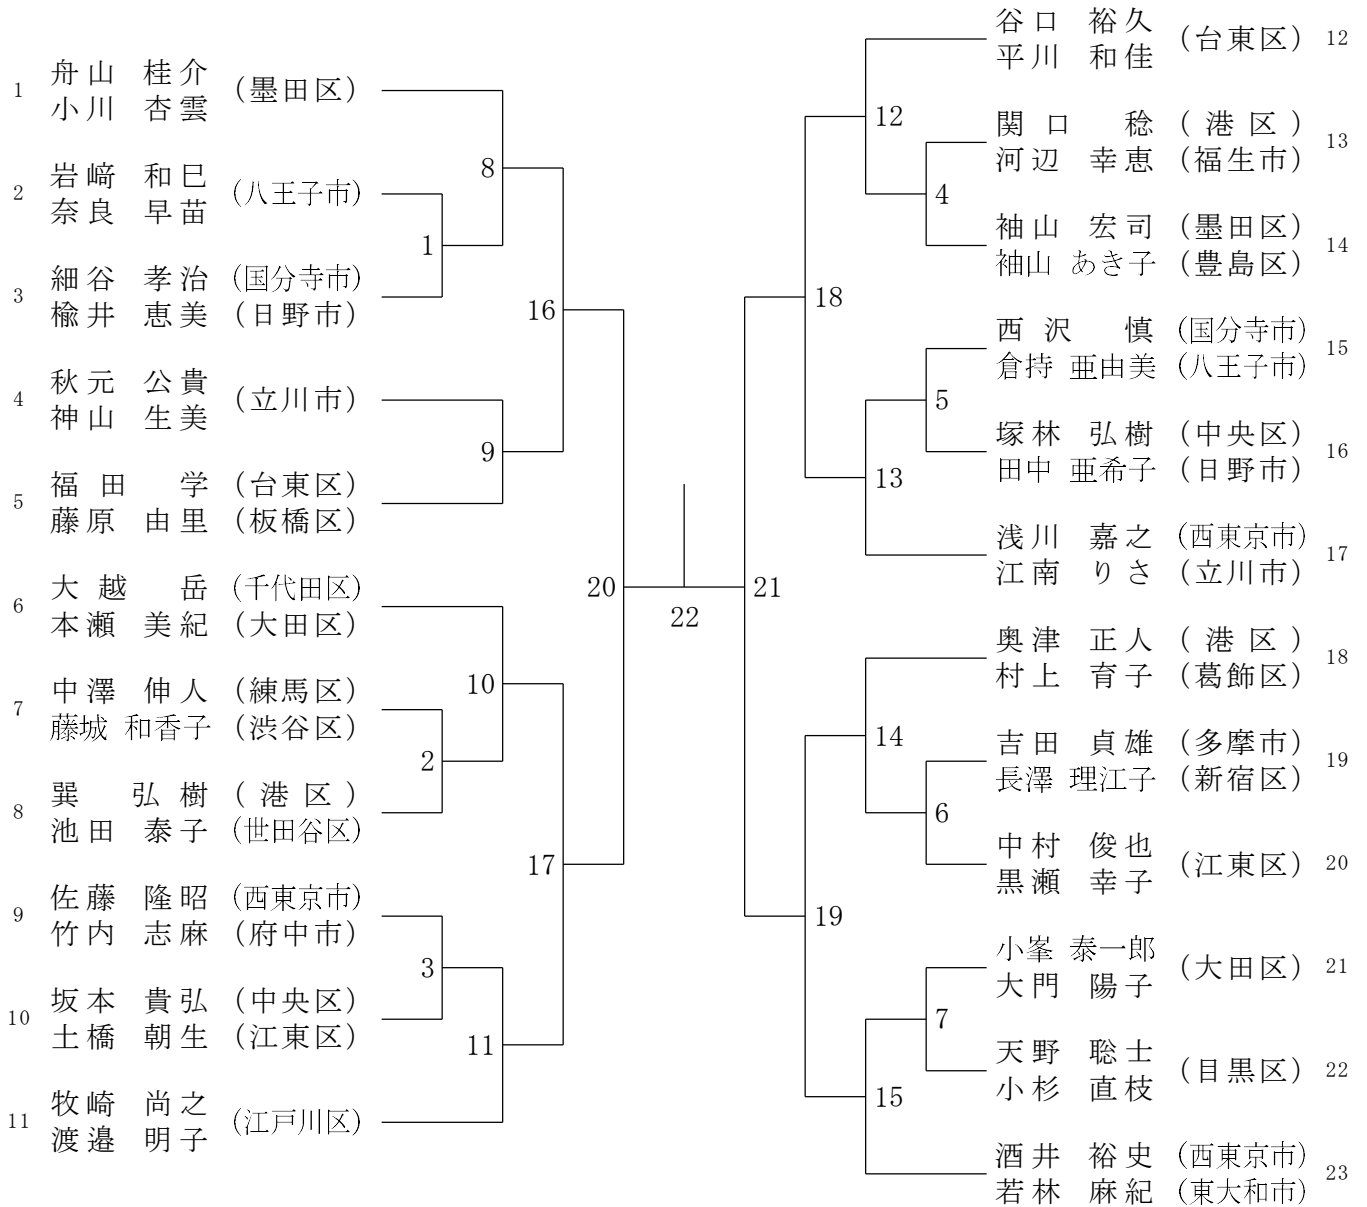 1 舟山 桂介 (墨田区)
小川 杏雲
2 岩﨑 和巳 (八王子市)
奈良 早苗
3 細谷 孝治 (国分寺市)
楡井 恵美 (日野市)
4 秋元 公貴 (立川市)
神山 生美
5 福田 学 (台東区)
藤原 由里 (板橋区)
6 大越 岳 (千代田区)
本瀬 美紀 (大田区)
7 中澤 伸人 (練馬区)
藤城 和香子 (渋谷区)
8 巽 弘樹 (港区)
池田 泰子 (世田谷区)
9 佐藤 隆昭 (西東京市)
竹内 志麻 (府中市)
10 坂本 貴弘 (中央区)
土橋 朝生 (江東区)
11 牧崎 尚之 (江戸川区)
渡邉 明子
8
1
16
9
20
10
2
17
3
11
22
12
4
18
5
13
21
14
6
19
7
15
谷口 裕久 (台東区) 12
平川 和佳
関口 稔 (港区) 13
河辺 幸恵 (福生市)
袖山 宏司 (墨田区) 14
袖山 あき子 (豊島区)
西沢 慎 (国分寺市) 15
倉持 亜由美 (八王子市)
塚林 弘樹 (中央区) 16
田中 亜希子 (日野市)
浅川 嘉之 (西東京市) 17
江南 りさ (立川市)
奥津 正人 (港区) 18
村上 育子 (葛飾区)
吉田 貞雄 (多摩市) 19
長澤 理江子 (新宿区)
中村 俊也 (江東区) 20
黒瀬 幸子
小峯 泰一郎 (大田区) 21
大門 陽子
天野 聡士 (目黒区) 22
小杉 直枝
酒井 裕史 (西東京市) 23
若林 麻紀 (東大和市)